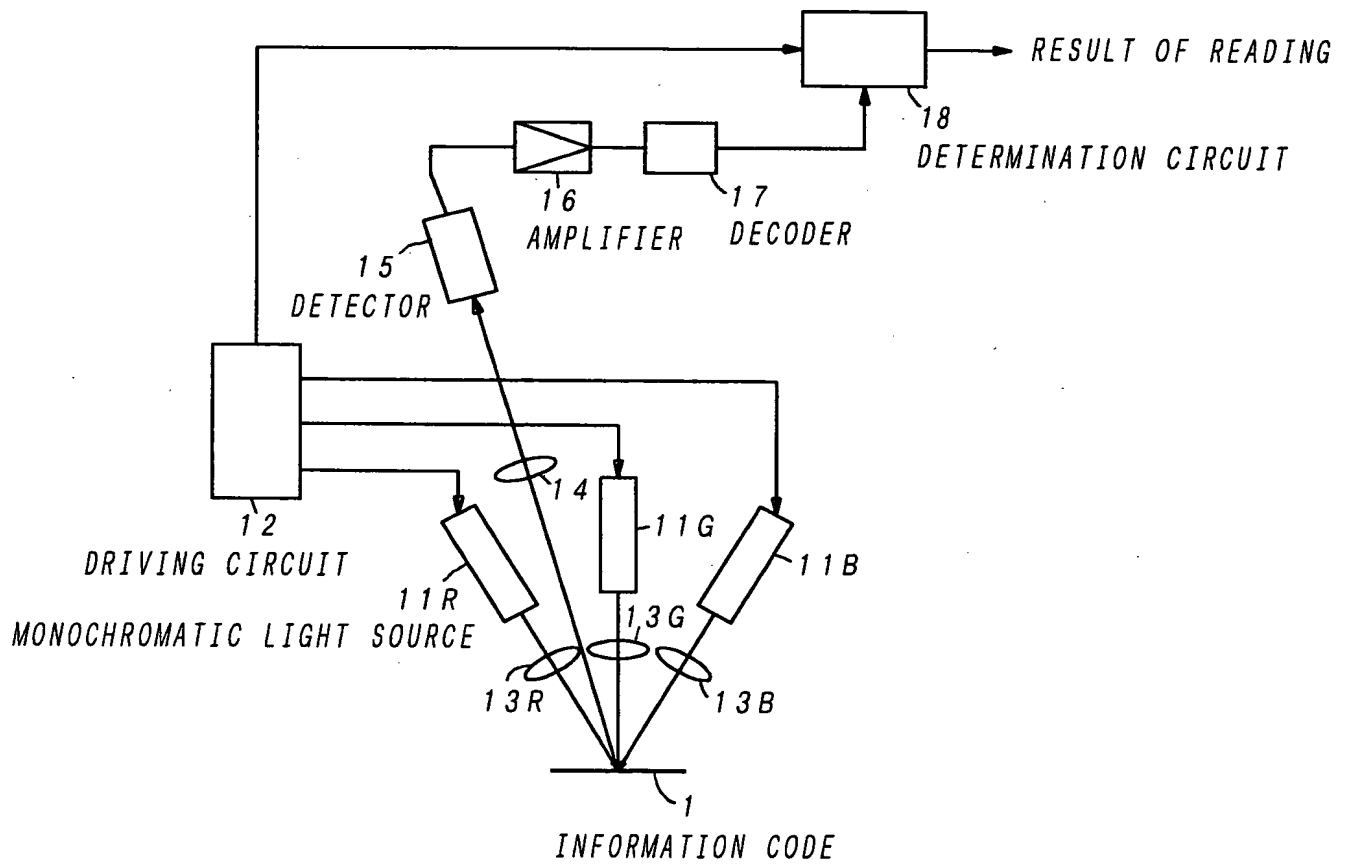 RESULT OF READING
18
DETERMINATION CIRCUIT
16
AMPLIFIER
17
DECODER
15
DETECTOR
12
DRIVING CIRCUIT
14
11G
11B
11R
MONOCHROMATIC LIGHT SOURCE
13G
13R
13B
1
INFORMATION CODE